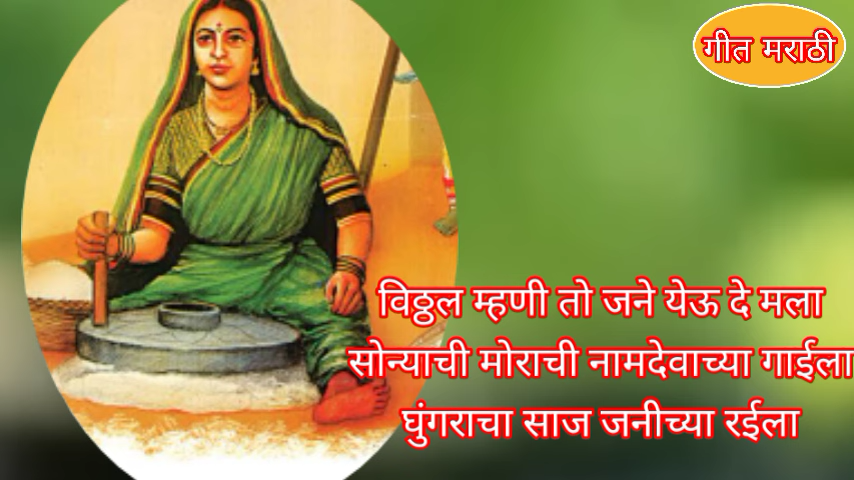 गीत मराठी
विठ्ठल म्हणी तो जने येऊ दे मला
सोन्याची मोराची नामदेवाच्या गाईला
घुंगराचा साज जनीच्या रईला